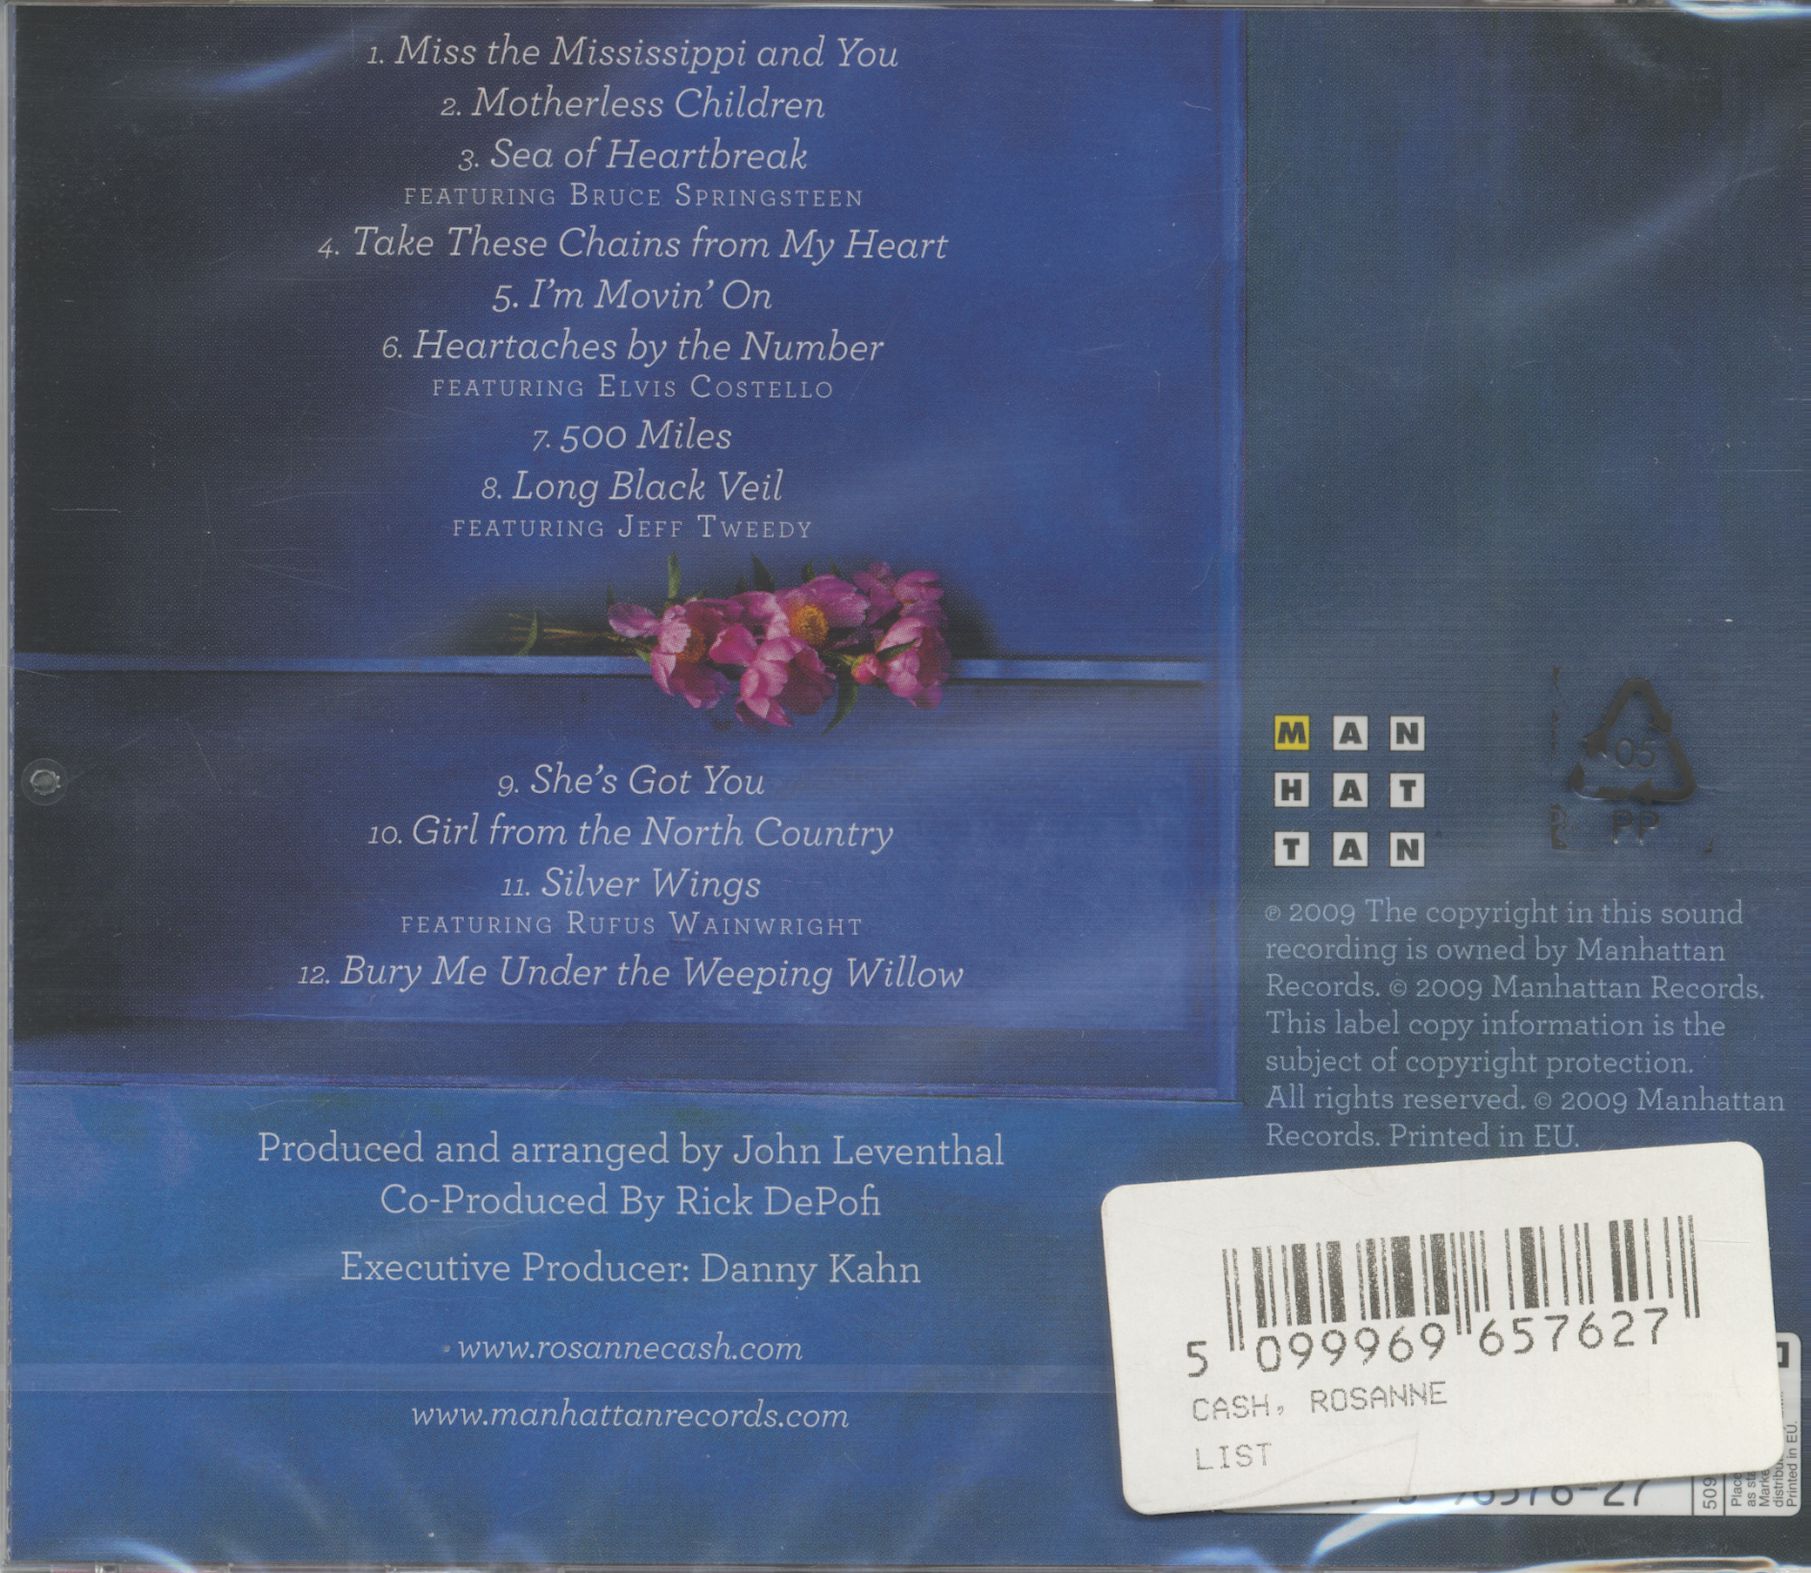 1. Miss the Mississippi and You
2. Motherless Children
3. Sea of Heartbreak
FEATURING BRUCE SPRINGSTEEN
4. Take These Chains from My Heart
5. I'm Movin' On
6. Heartaches by the Number
FEATURING ELVIS COSTELLO
7. 500 Miles
8. Long Black Veil
FEATURING JEFF TWEEDY
9. She's Got You
10. Girl from the North Country
11. Silver Wings
FEATURING RUFUS WAINWRIGHT
12. Bury Me Under the Weeping Willow
Produced and arranged by John Leventhal
Co-Produced By Rick DePofi
Executive Producer: Danny Kahn
www.rosannecash.com
www.manhattanrecords.com
MAN
HAT
TAN
05
PP
℗ 2009 The copyright in this sound
recording is owned by Manhattan
Records. © 2009 Manhattan Records.
This label copy information is the
subject of copyright protection.
All rights reserved. © 2009 Manhattan
Records. Printed in EU.
5 099969 657627
CASH, ROSANNE
LIST
509
Printed in EU.